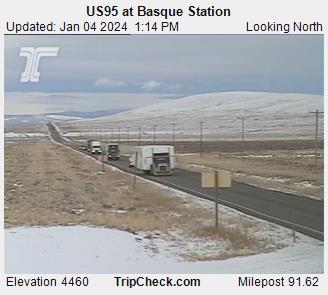 US95 at Basque Station
Updated: Jan 04 2024 1:14 PM Looking North
Elevation 4460 TripCheck.com Milepost 91.62